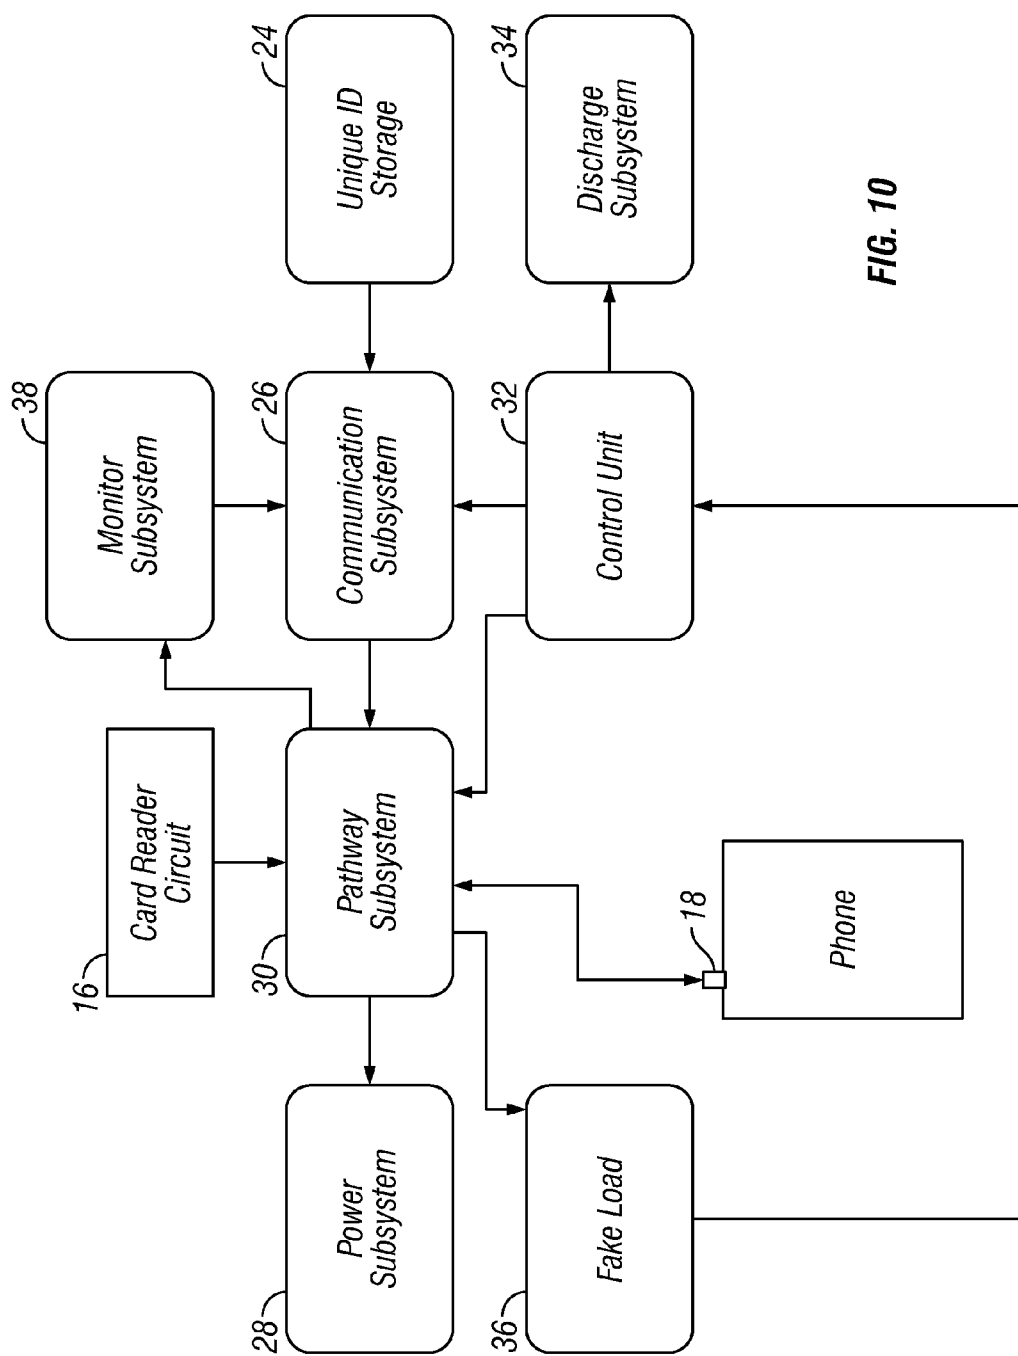 16
Card Reader
Circuit
38
Monitor
Subsystem
28
Power
Subsystem
30
Pathway
Subsystem
26
Communication
Subsystem
24
Unique ID
Storage
36
Fake Load
32
Control Unit
34
Discharge
Subsystem
18
Phone
FIG. 10